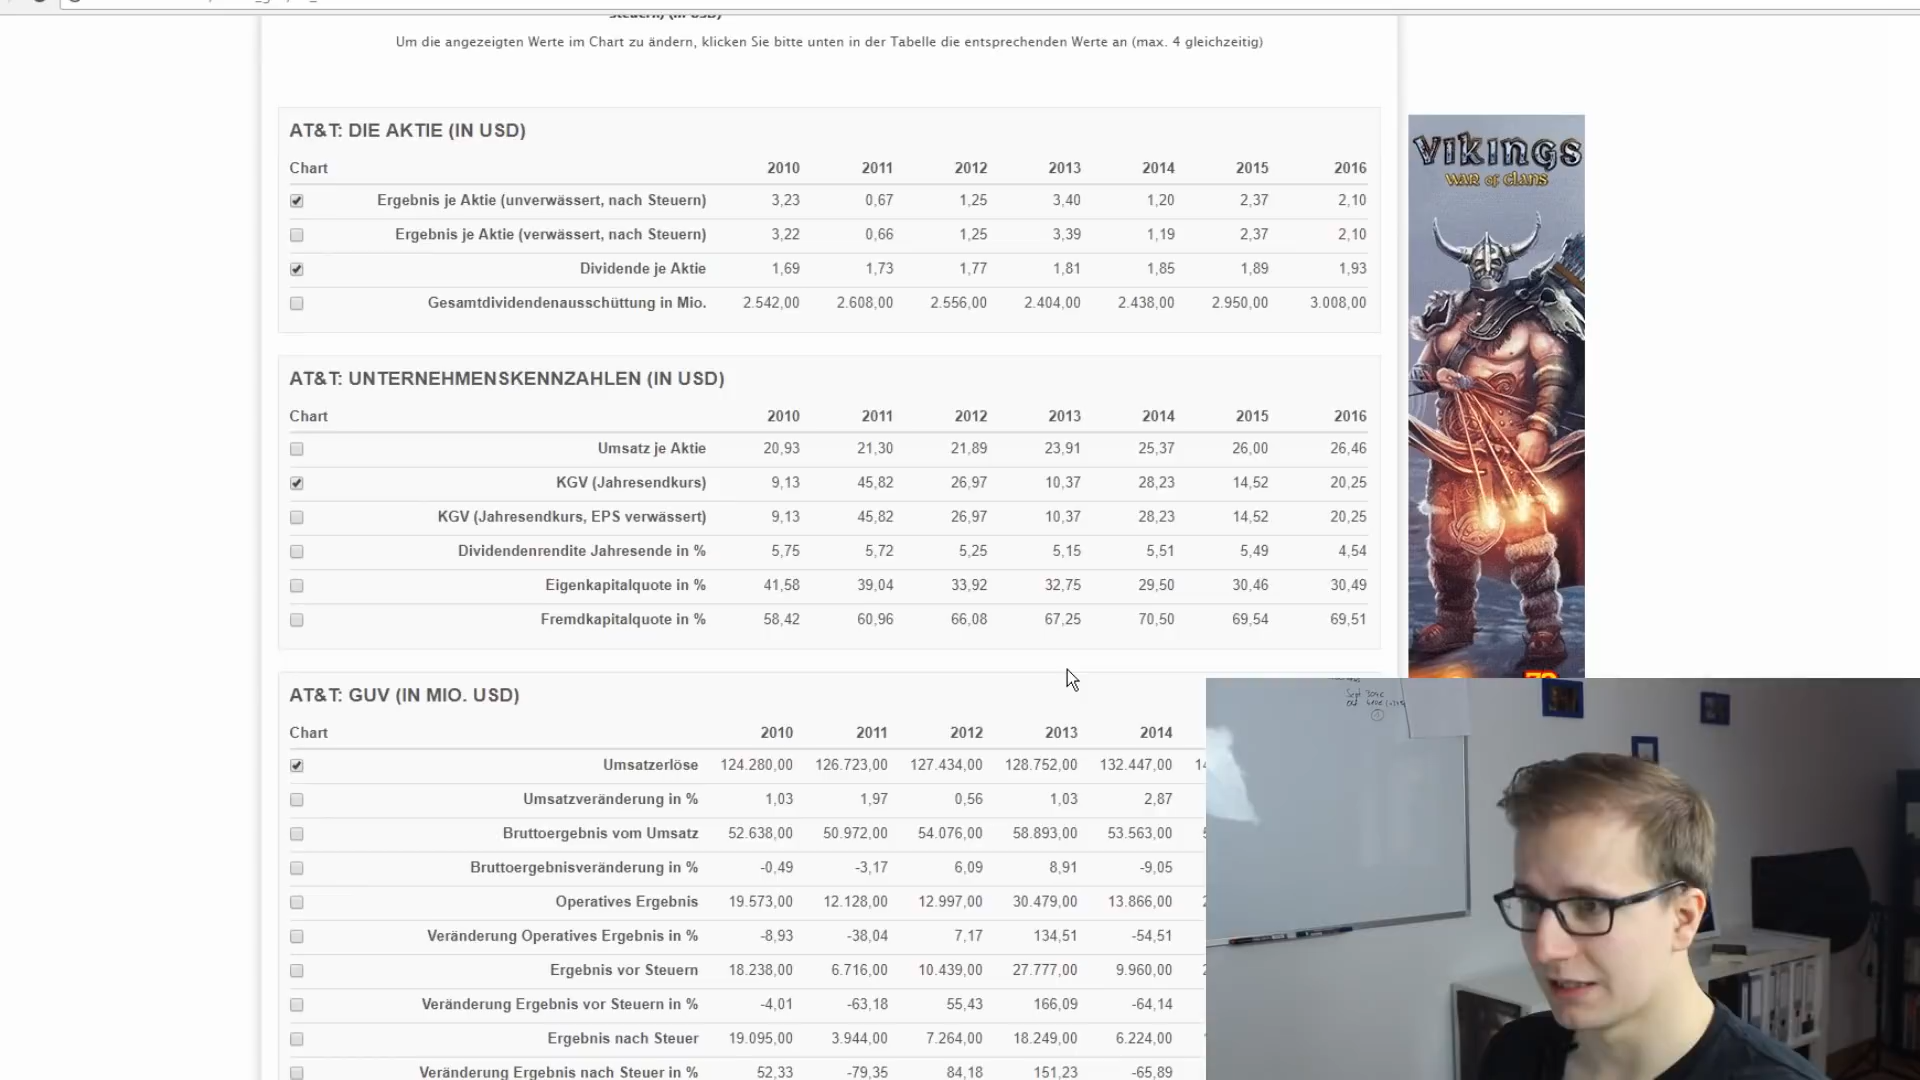 Um die angezeigten Werte im Chart zu ändern, klicken Sie bitte unten in der Tabelle die entsprechenden Werte an (max. 4 gleichzeitig)
AT&T: DIE AKTIE (IN USD)
Chart 2010 2011 2012 2013 2014 2015 2016
Ergebnis je Aktie (unverwässert, nach Steuern) 3,23 0,67 1,25 3,40 1,20 2,37 2,10
Ergebnis je Aktie (verwässert, nach Steuern) 3,22 0,66 1,25 3,39 1,19 2,37 2,10
Dividende je Aktie 1,69 1,73 1,77 1,81 1,85 1,89 1,93
Gesamtdividendenausschüttung in Mio. 2.542,00 2.608,00 2.556,00 2.404,00 2.438,00 2.950,00 3.008,00
AT&T: UNTERNEHMENSKENNZAHLEN (IN USD)
Chart 2010 2011 2012 2013 2014 2015 2016
Umsatz je Aktie 20,93 21,30 21,89 23,91 25,37 26,00 26,46
KGV (Jahresendkurs) 9,13 45,82 26,97 10,37 28,23 14,52 20,25
KGV (Jahresendkurs, EPS verwässert) 9,13 45,82 26,97 10,37 28,23 14,52 20,25
Dividendenrendite Jahresende in % 5,75 5,72 5,25 5,15 5,51 5,49 4,54
Eigenkapitalquote in % 41,58 39,04 33,92 32,75 29,50 30,46 30,49
Fremdkapitalquote in % 58,42 60,96 66,08 67,25 70,50 69,54 69,51
AT&T: GUV (IN MIO. USD)
Chart 2010 2011 2012 2013 2014
Umsatzerlöse 124.280,00 126.723,00 127.434,00 128.752,00 132.447,00
Umsatzveränderung in % 1,03 1,97 0,56 1,03 2,87
Bruttoergebnis vom Umsatz 52.638,00 50.972,00 54.076,00 58.893,00 53.563,00
Bruttoergebnisveränderung in % -0,49 -3,17 6,09 8,91 -9,05
Operatives Ergebnis 19.573,00 12.128,00 12.997,00 30.479,00 13.866,00
Veränderung Operatives Ergebnis in % -8,93 -38,04 7,17 134,51 -54,51
Ergebnis vor Steuern 18.238,00 6.716,00 10.439,00 27.777,00 9.960,00
Veränderung Ergebnis vor Steuern in % -4,01 -63,18 55,43 166,09 -64,14
Ergebnis nach Steuer 19.095,00 3.944,00 7.264,00 18.249,00 6.224,00
Veränderung Ergebnis nach Steuer in % 52,33 -79,35 84,18 151,23 -65,89
VIKINGS
WAR OF CLANS